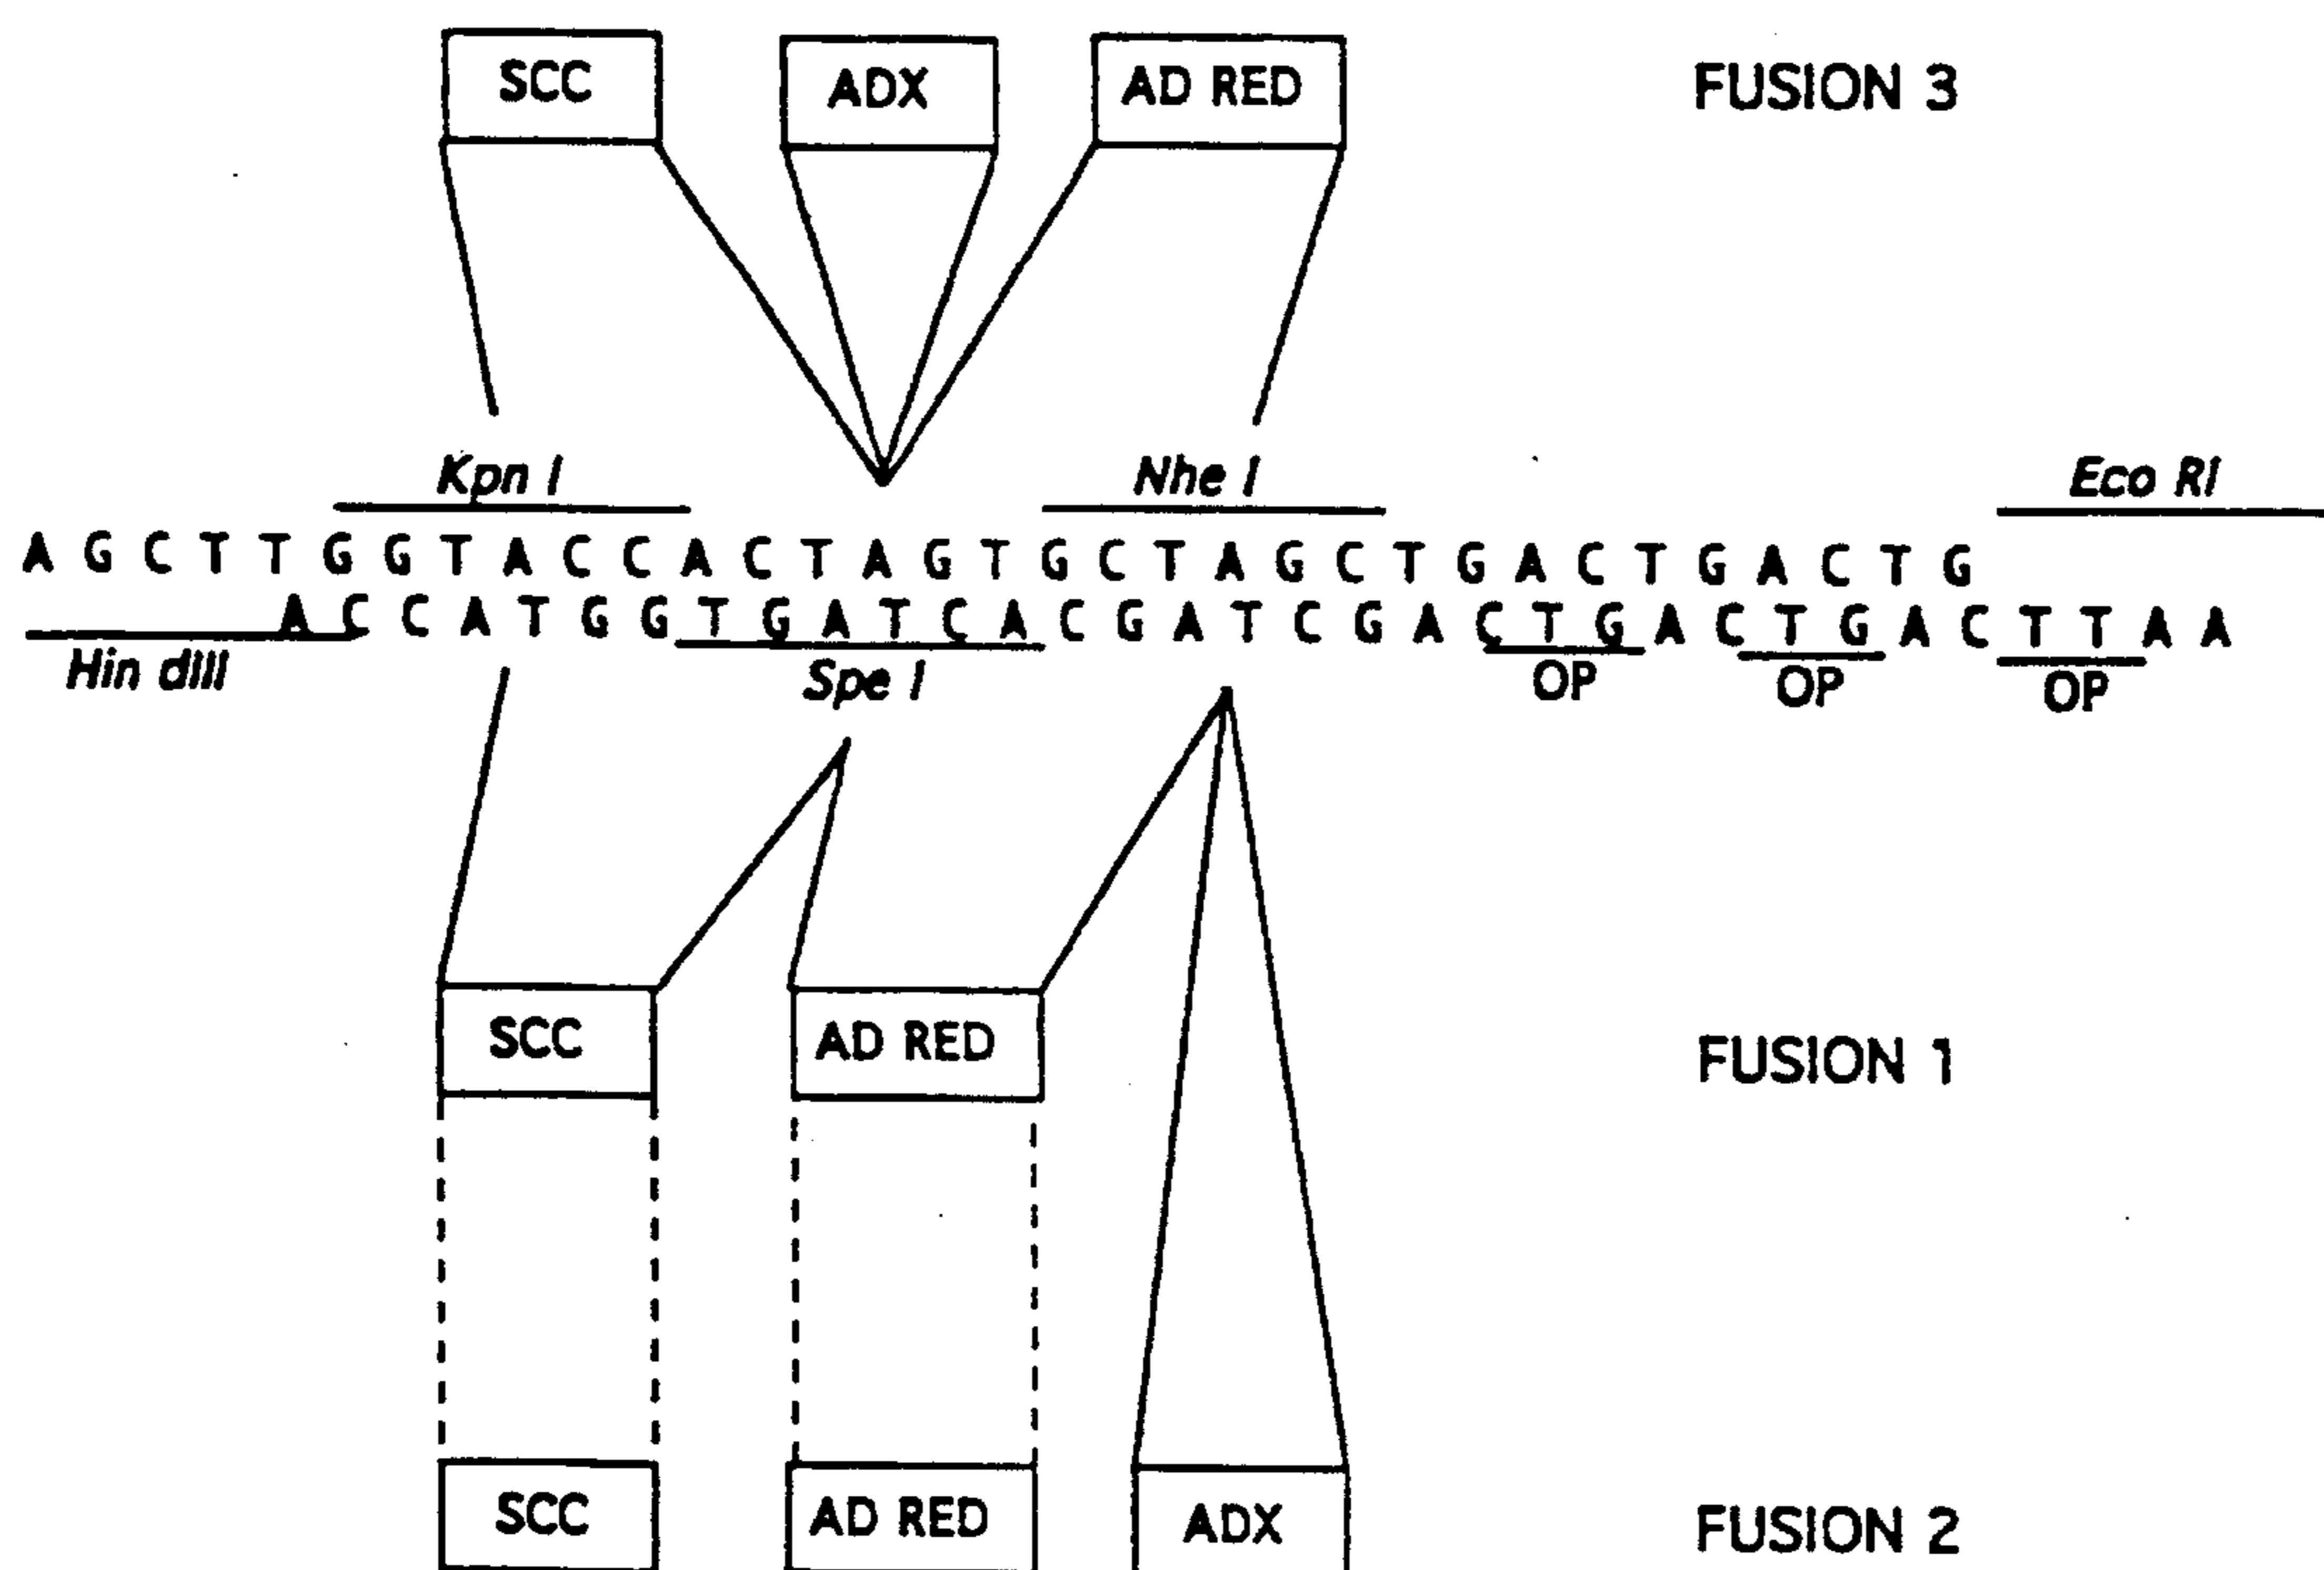 SCC ADX AD RED FUSION 3
Kpn I Nhe I Eco RI
A G C T T G G T A C C A C T A G T G C T A G C T G A C T G A C T G
A C C A T G G T G A T C A C G A T C G A C T G A C T G A C T T A A
Hin dIII Spe I OP OP OP
SCC AD RED FUSION 1
SCC AD RED ADX FUSION 2